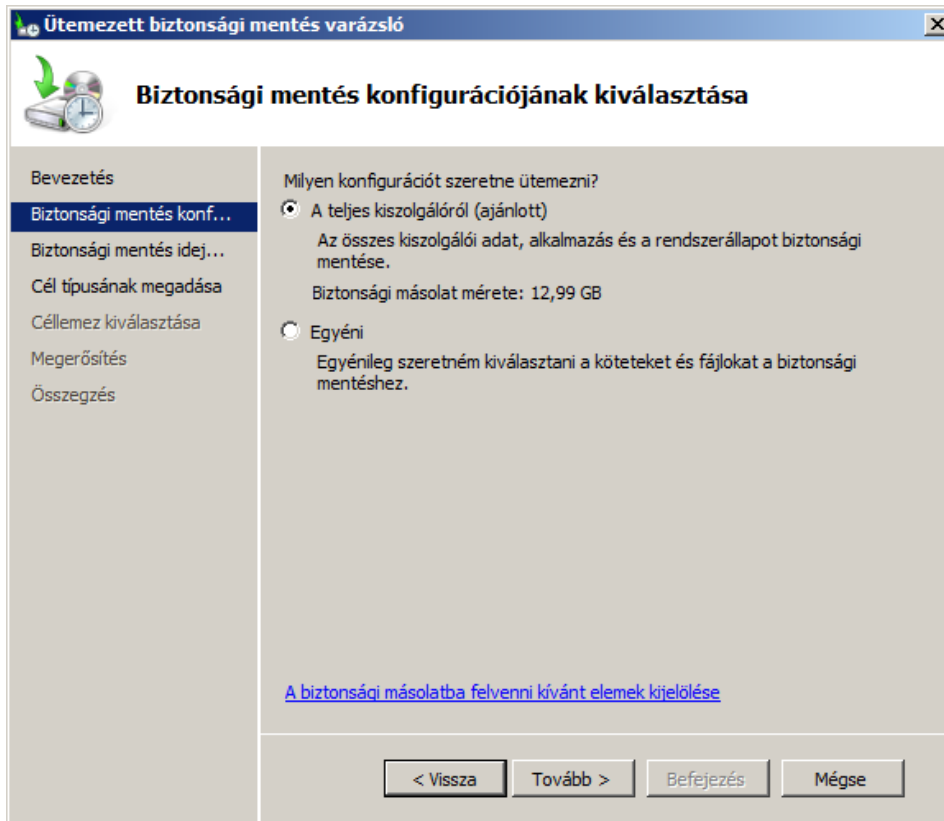 Ütemezett biztonsági mentés varázsló
Biztonsági mentés konfigurációjának kiválasztása
Bevezetés
Biztonsági mentés konf...
Biztonsági mentés idej...
Cél típusának megadása
Céllemez kiválasztása
Megerősítés
Összegzés
Milyen konfigurációt szeretne ütemezni?
A teljes kiszolgálóról (ajánlott)
Az összes kiszolgálói adat, alkalmazás és a rendszerállapot biztonsági
mentése.
Biztonsági másolat mérete: 12,99 GB
Egyéni
Egyénileg szeretném kiválasztani a köteteket és fájlokat a biztonsági
mentéshez.
A biztonsági másolatba felvenni kívánt elemek kijelölése
< Vissza
Tovább >
Befejezés
Mégse